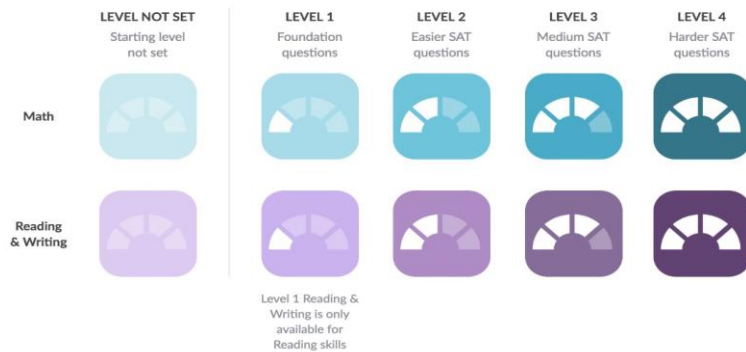 LEVEL NOT SET
Starting level
not set
LEVEL 1
Foundation
questions
LEVEL 2
Easier SAT
questions
LEVEL 3
Medium SAT
questions
LEVEL 4
Harder SAT
questions
Math
Reading
& Writing
Level 1 Reading &
Writing is only
available for
Reading skills